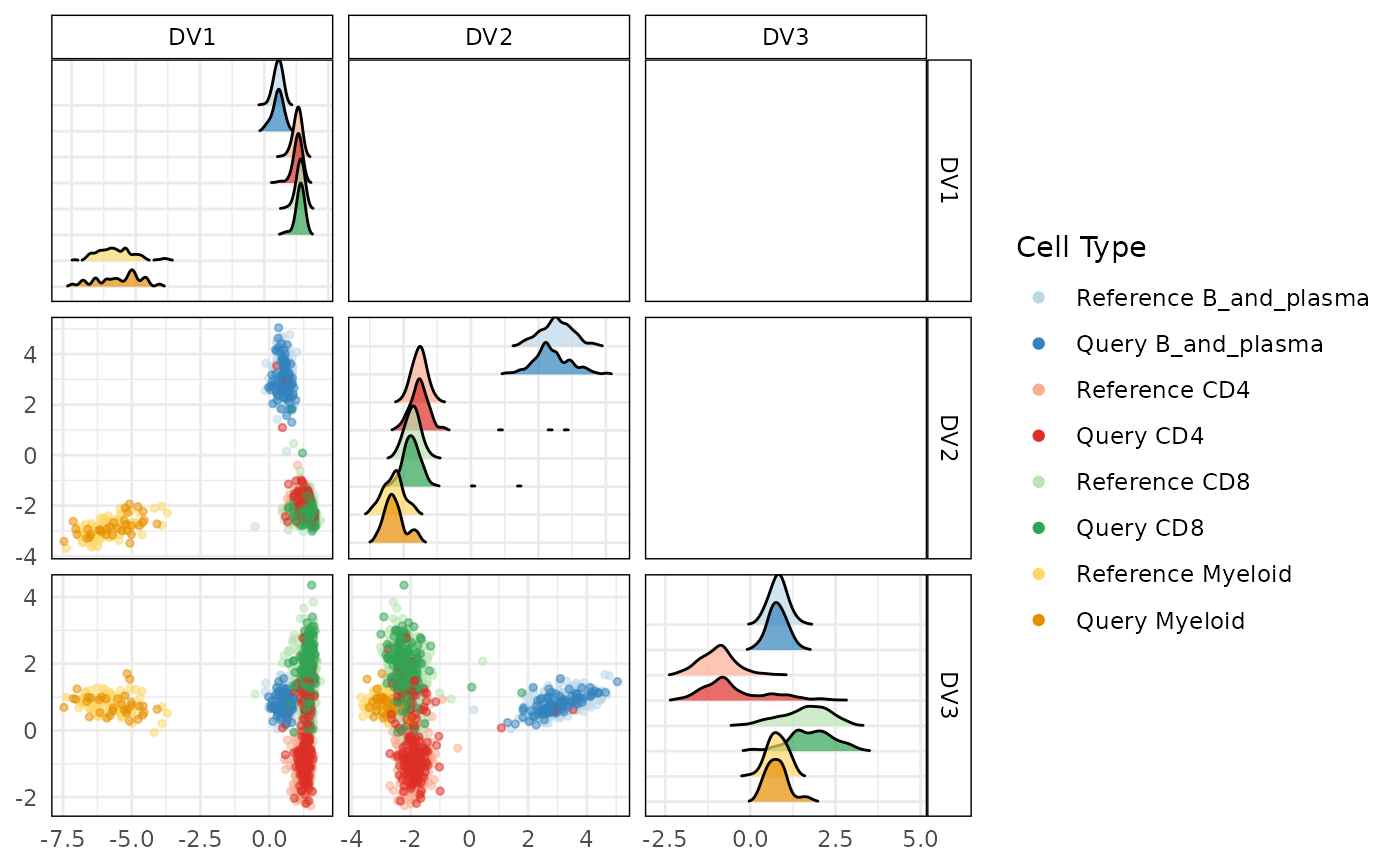 DV1
DV2
DV3
DV1
DV2
DV3
4
2
0
-2
-4
4
2
0
-2
-7.5
-5.0
-2.5
0.0
-4
-2
0
2
4
-2.5
0.0
2.5
5.0
Cell Type
Reference B_and_plasma
Query B_and_plasma
Reference CD4
Query CD4
Reference CD8
Query CD8
Reference Myeloid
Query Myeloid